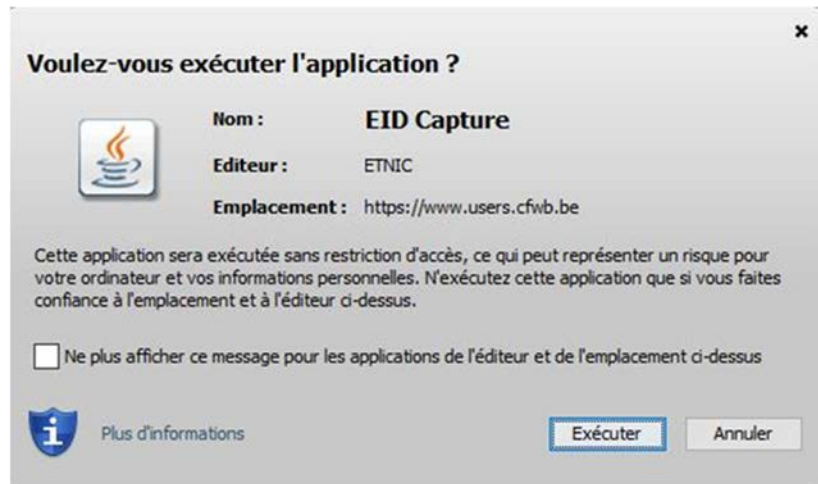 Voulez-vous exécuter l'application ?
Nom : EID Capture
Editeur : ETNIC
Emplacement : https://www.users.cfwb.be
Cette application sera exécutée sans restriction d'accès, ce qui peut représenter un risque pour
votre ordinateur et vos informations personnelles. N'exécutez cette application que si vous faites
confiance à l'emplacement et à l'éditeur ci-dessus.
Ne plus afficher ce message pour les applications de l'éditeur et de l'emplacement ci-dessus
Plus d'informations Exécuter Annuler